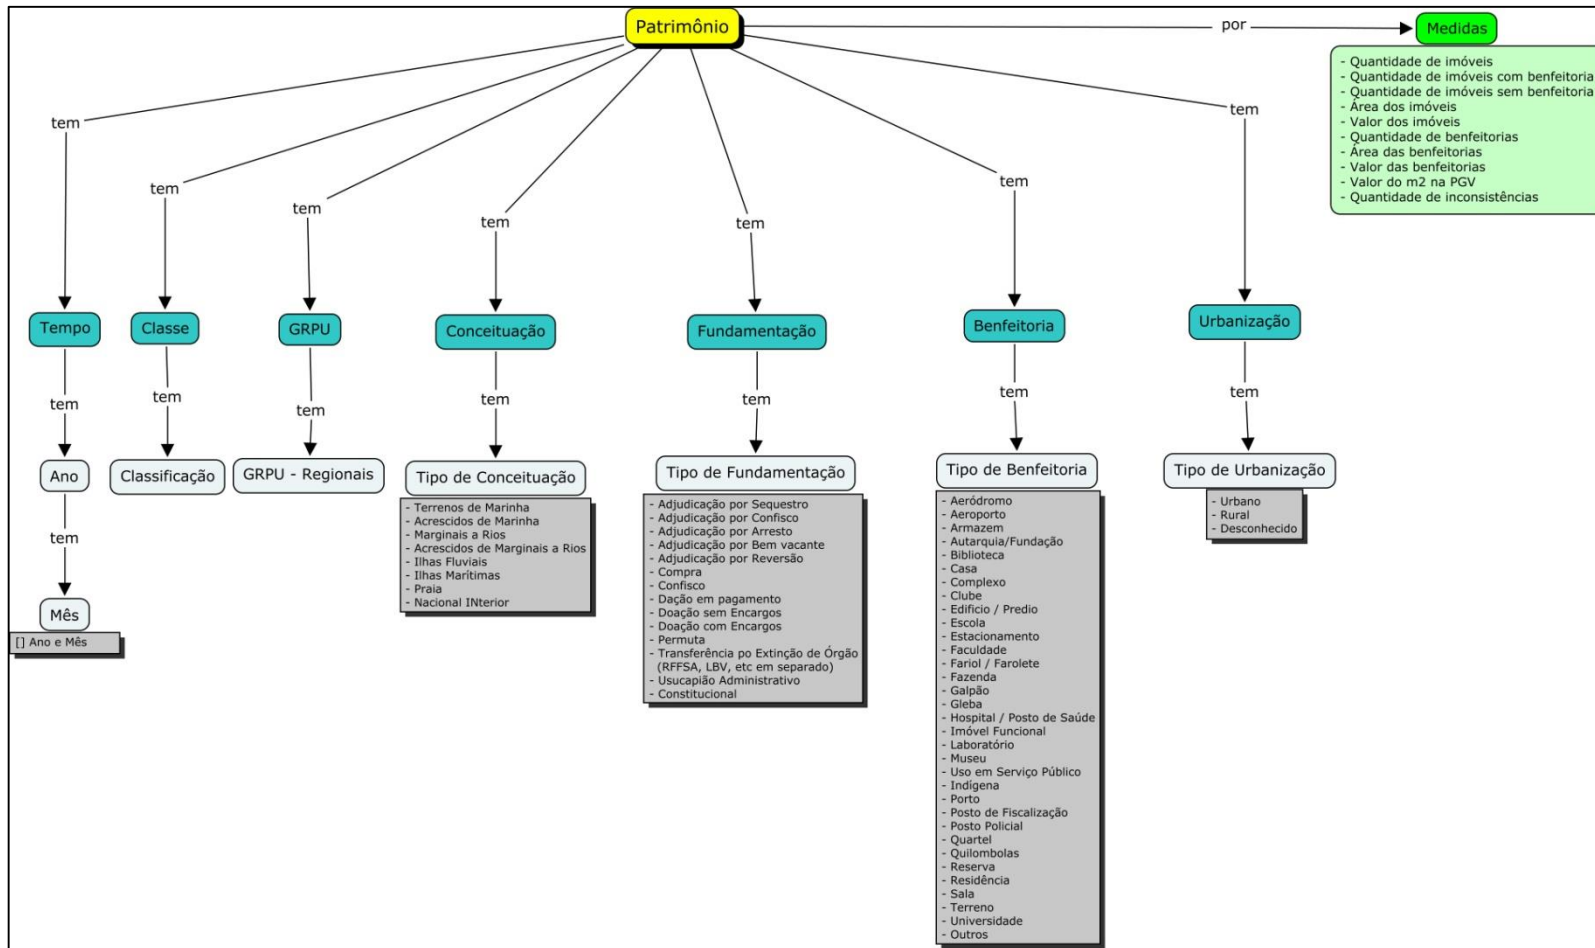 Patrimônio
por
Medidas
- Quantidade de imóveis
- Quantidade de imóveis com benfeitoria
- Quantidade de imóveis sem benfeitoria
- Área dos imóveis
- Valor dos imóveis
- Quantidade de benfeitorias
- Área das benfeitorias
- Valor das benfeitorias
- Valor do m2 na PGV
- Quantidade de inconsistências
tem
tem
tem
tem
tem
tem
tem
Tempo
Classe
GRPU
Conceituação
Fundamentação
Benfeitoria
Urbanização
tem
tem
tem
tem
tem
tem
tem
Ano
Classificação
GRPU - Regionais
Tipo de Conceituação
Tipo de Fundamentação
Tipo de Benfeitoria
Tipo de Urbanização
tem
Mês
[] Ano e Mês
- Terrenos de Marinha
- Acrescidos de Marinha
- Marginais a Rios
- Acrescidos de Marginais a Rios
- Ilhas Fluviais
- Ilhas Marítimas
- Praia
- Nacional INterior
- Adjudicação por Sequestro
- Adjudicação por Confisco
- Adjudicação por Arresto
- Adjudicação por Bem vacante
- Adjudicação por Reversão
- Compra
- Confisco
- Dação em pagamento
- Doação sem Encargos
- Doação com Encargos
- Permuta
- Transferência po Extinção de Órgão
(RFFSA, LBV, etc em separado)
- Usucapião Administrativo
- Constitucional
- Aeródromo
- Aeroporto
- Armazem
- Autarquia/Fundação
- Biblioteca
- Casa
- Complexo
- Clube
- Edificio / Predio
- Escola
- Estacionamento
- Faculdade
- Fariol / Farolete
- Fazenda
- Galpão
- Gleba
- Hospital / Posto de Saúde
- Imóvel Funcional
- Laboratório
- Museu
- Uso em Serviço Público
- Indígena
- Porto
- Posto de Fiscalização
- Posto Policial
- Quartel
- Quilombolas
- Reserva
- Residência
- Sala
- Terreno
- Universidade
- Outros
- Urbano
- Rural
- Desconhecido